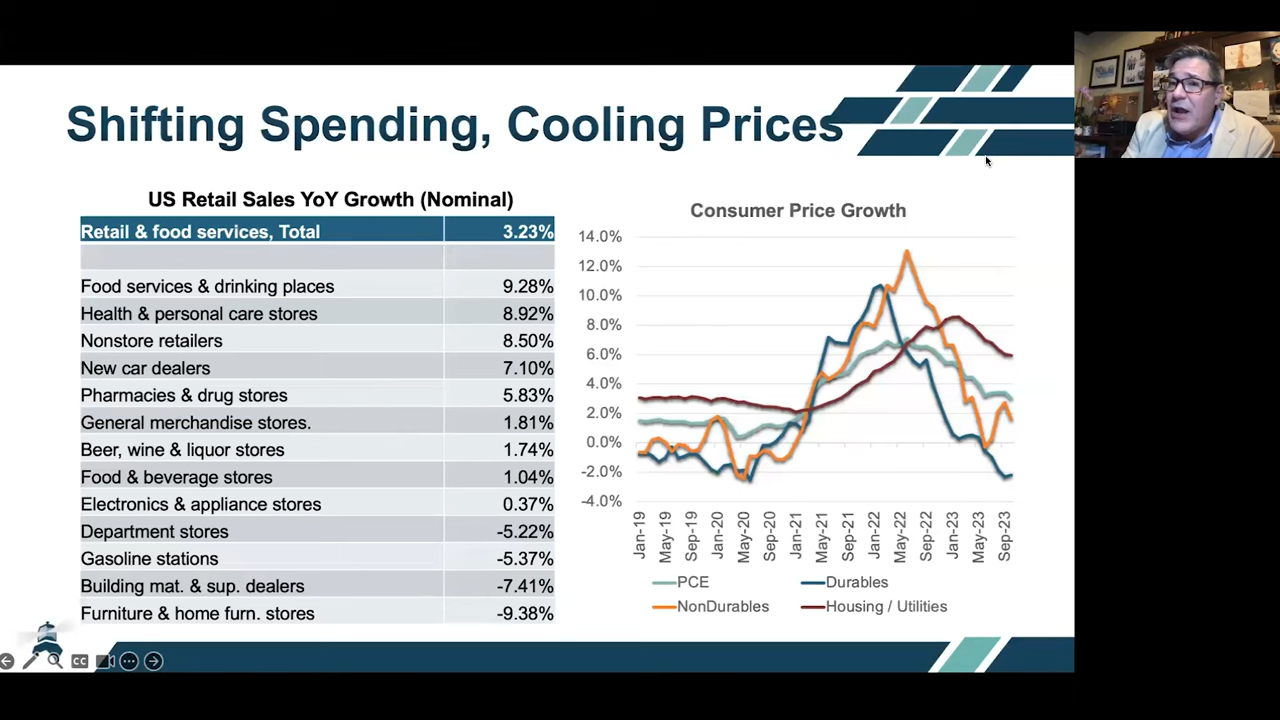 Shifting Spending, Cooling Prices
US Retail Sales YoY Growth (Nominal)
Retail & food services, Total 3.23%
Food services & drinking places 9.28%
Health & personal care stores 8.92%
Nonstore retailers 8.50%
New car dealers 7.10%
Pharmacies & drug stores 5.83%
General merchandise stores. 1.81%
Beer, wine & liquor stores 1.74%
Food & beverage stores 1.04%
Electronics & appliance stores 0.37%
Department stores -5.22%
Gasoline stations -5.37%
Building mat. & sup. dealers -7.41%
Furniture & home furn. stores -9.38%
Consumer Price Growth
14.0%
12.0%
10.0%
8.0%
6.0%
4.0%
2.0%
0.0%
-2.0%
-4.0%
Jan-19
May-19
Sep-19
Jan-20
May-20
Sep-20
Jan-21
May-21
Sep-21
Jan-22
May-22
Sep-22
Jan-23
May-23
Sep-23
PCE
Durables
NonDurables
Housing / Utilities
CC